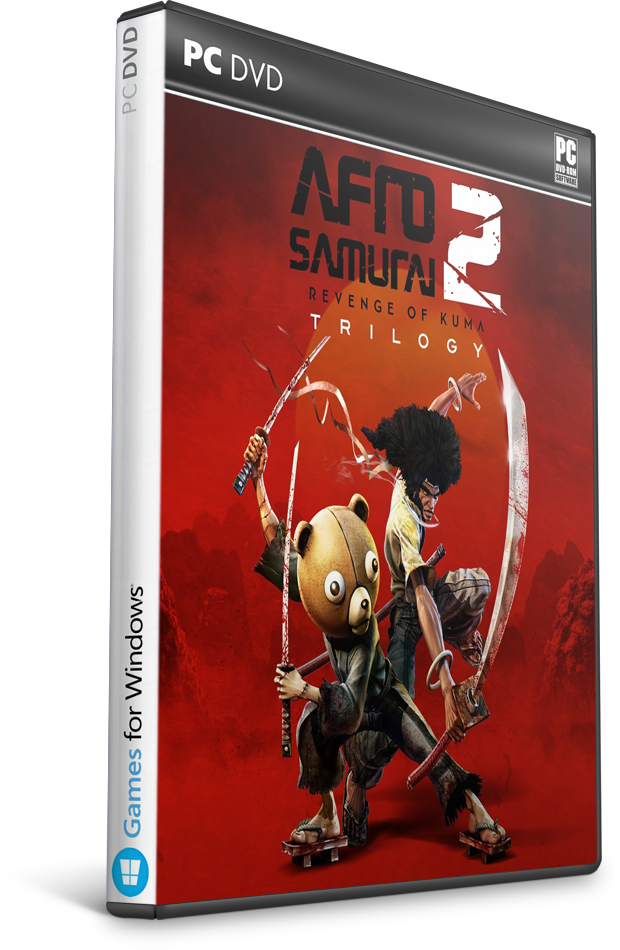 PC DVD
PC DVD
PC
DVD-ROM
SOFTWARE
AFRO
SAMURAI 2
REVENGE OF KUMA
TRILOGY
Games for Windows